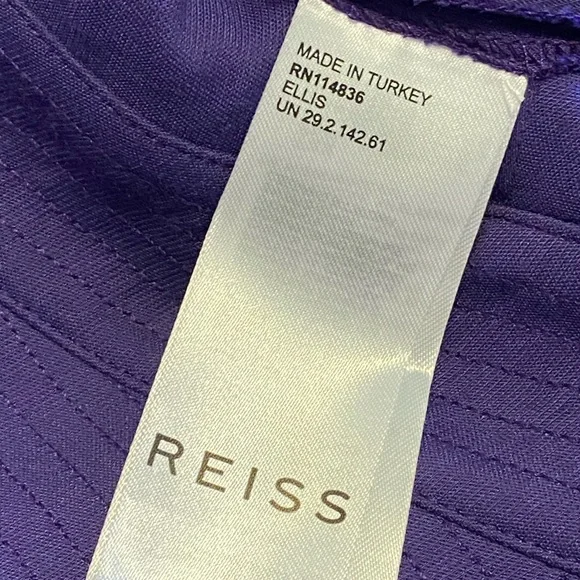 MADE IN TURKEY
RN114836
ELLIS
UN 29.2.142.61
REISS